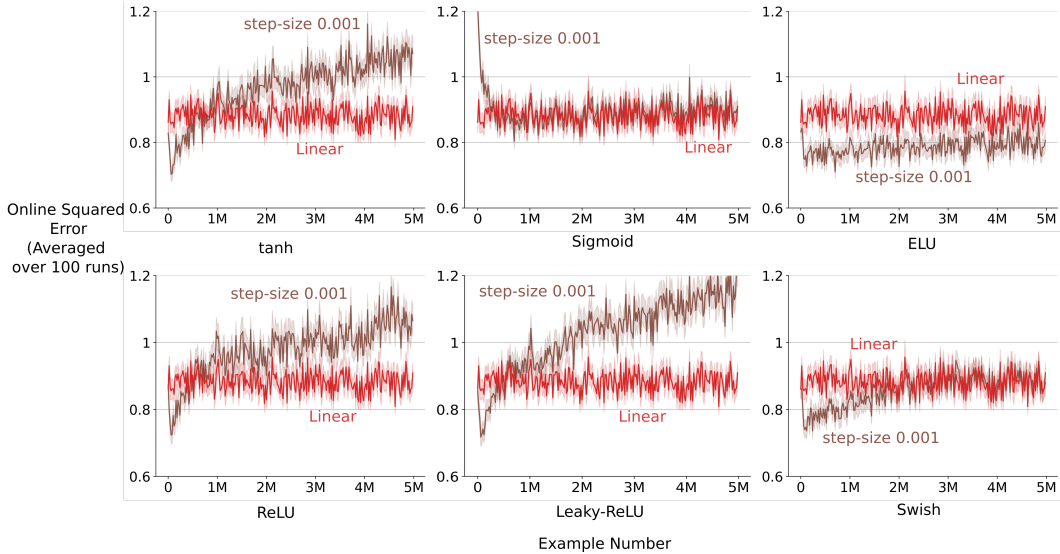 Online Squared
Error
(Averaged
over 100 runs)
1.2
1
0.8
0.6
step-size 0.001
Linear
0 1M 2M 3M 4M 5M
tanh
1.2
1
0.8
0.6
step-size 0.001
Linear
0 1M 2M 3M 4M 5M
Sigmoid
1.2
1
0.8
0.6
Linear
step-size 0.001
0 1M 2M 3M 4M 5M
ELU
1.2
1
0.8
0.6
step-size 0.001
Linear
0 1M 2M 3M 4M 5M
ReLU
1.2
1
0.8
0.6
step-size 0.001
Linear
0 1M 2M 3M 4M 5M
Leaky-ReLU
1.2
1
0.8
0.6
Linear
step-size 0.001
0 1M 2M 3M 4M 5M
Swish
Example Number